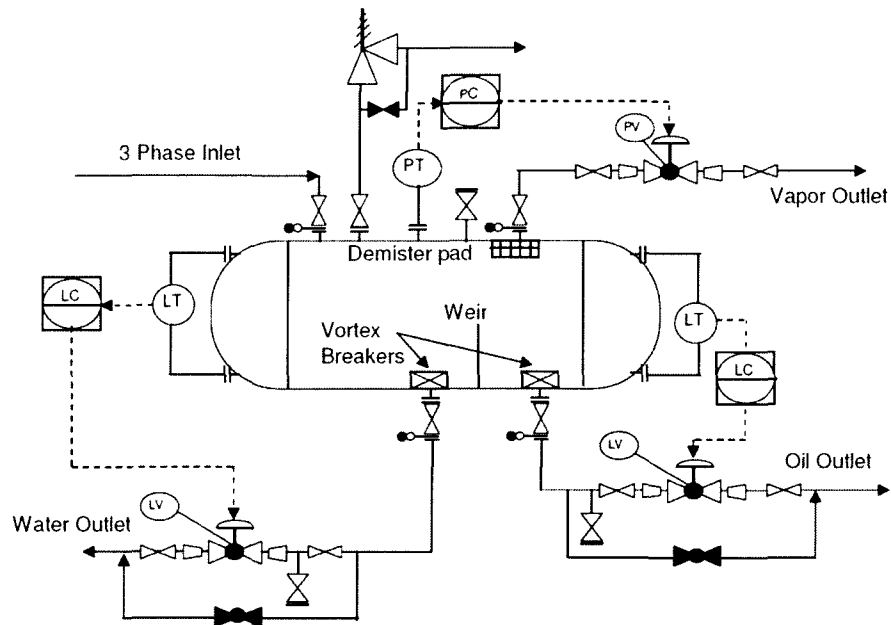 PC
PV
3 Phase Inlet
PT
Vapor Outlet
Demister pad
LC
LT
Weir
LT
Vortex
Breakers
LC
LV
Oil Outlet
LV
Water Outlet